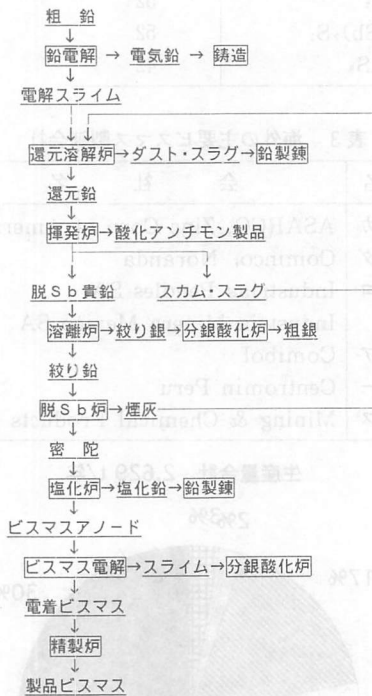 粗　鉛
鉛電解 → 電気鉛 → 鋳造
電解スライム
還元溶解炉→ダスト・スラグ→鉛製錬
還元鉛
揮発炉→酸化アンチモン製品
脱Sb貴鉛　スカム・スラグ
溶離炉→絞り銀→分銀酸化炉→粗銀
絞り鉛
脱Sb炉→煙灰
密　陀
塩化炉→塩化鉛→鉛製錬
ビスマスアノード
ビスマス電解→スライム→分銀酸化炉
電着ビスマス
精製炉
製品ビスマス